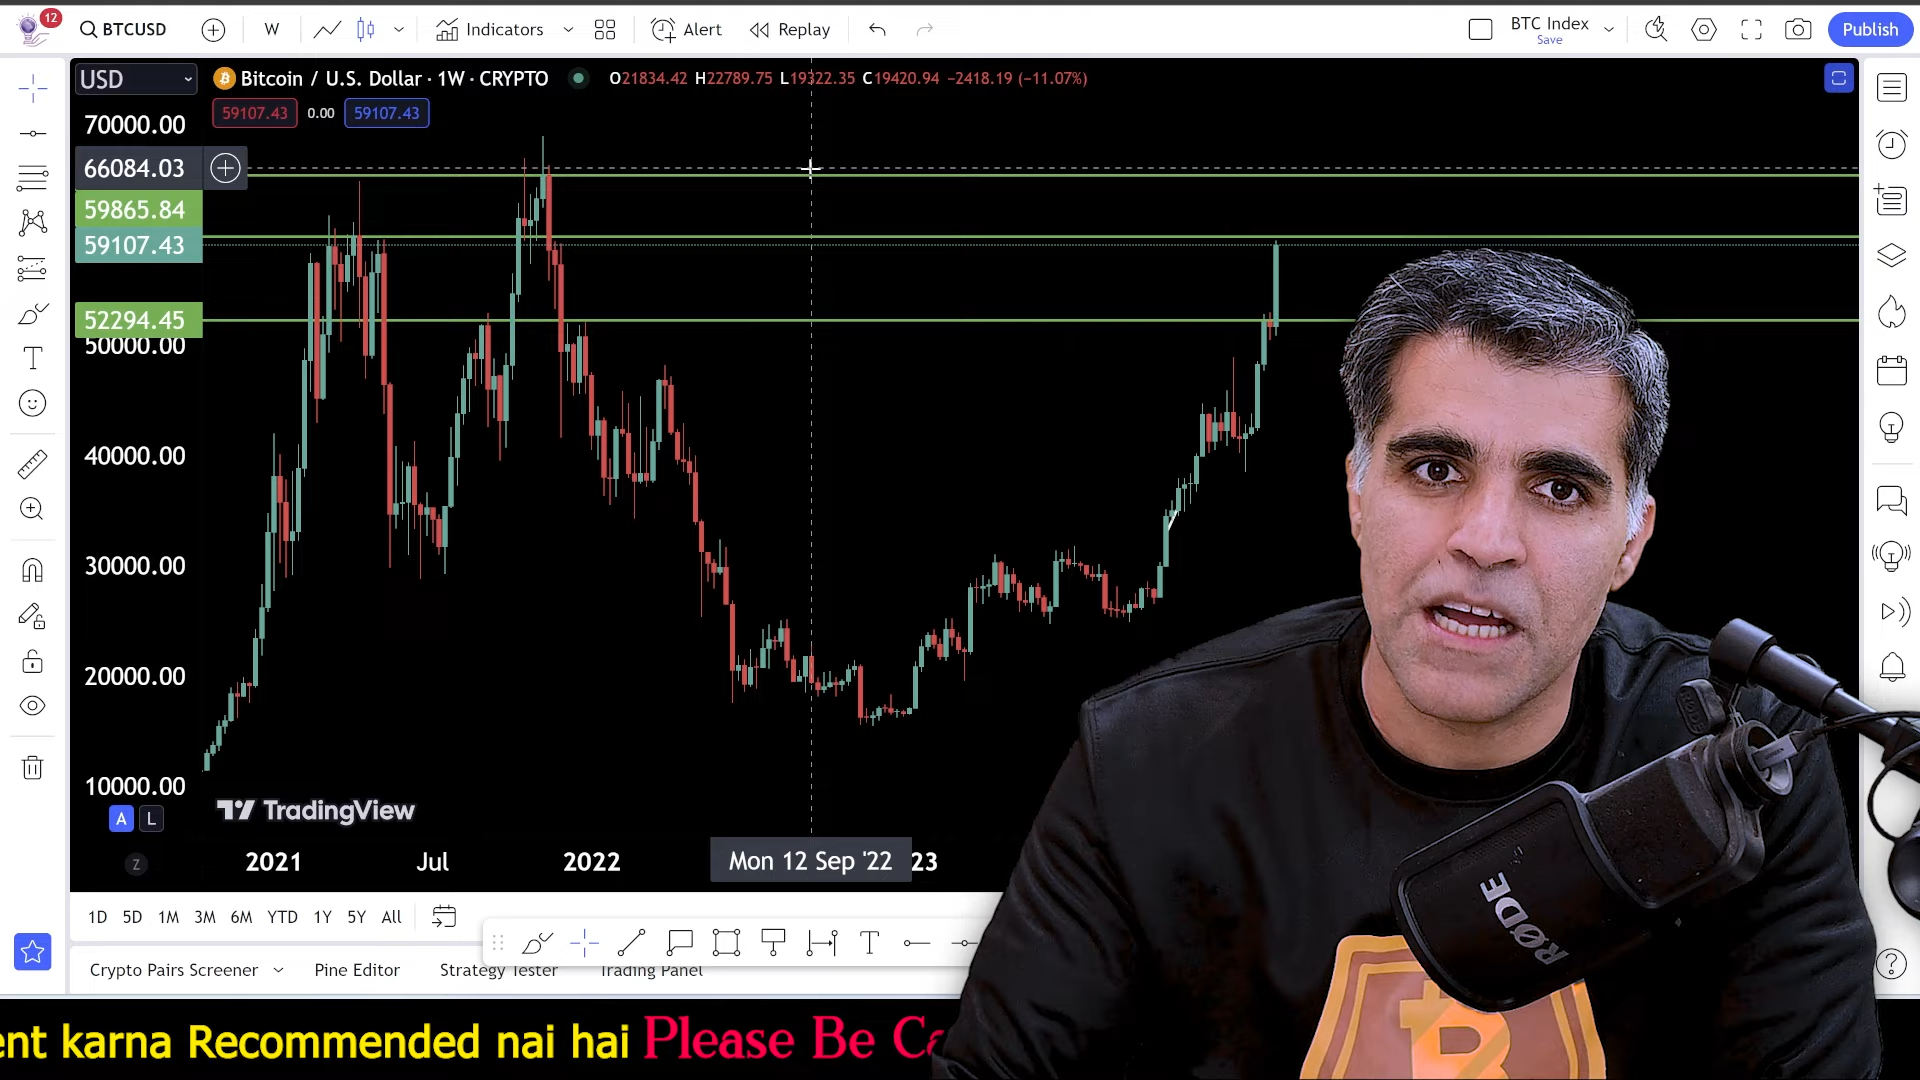 12
BTCUSD
W
Indicators
Alert
Replay
BTC Index
Save
Publish
USD
Bitcoin / U.S. Dollar · 1W · CRYPTO
O21834.42 H22789.75 L19322.35 C19420.94 −2418.19 (−11.07%)
59107.43 0.00 59107.43
70000.00
66084.03
59865.84
59107.43
52294.45
50000.00
40000.00
30000.00
20000.00
10000.00
A L
TradingView
Z
2021 Jul 2022 Mon 12 Sep '22 23
1D 5D 1M 3M 6M YTD 1Y 5Y All
T
Crypto Pairs Screener Pine Editor Strategy Tester Trading Panel
RØDE
ent karna Recommended nai hai Please Be Ca